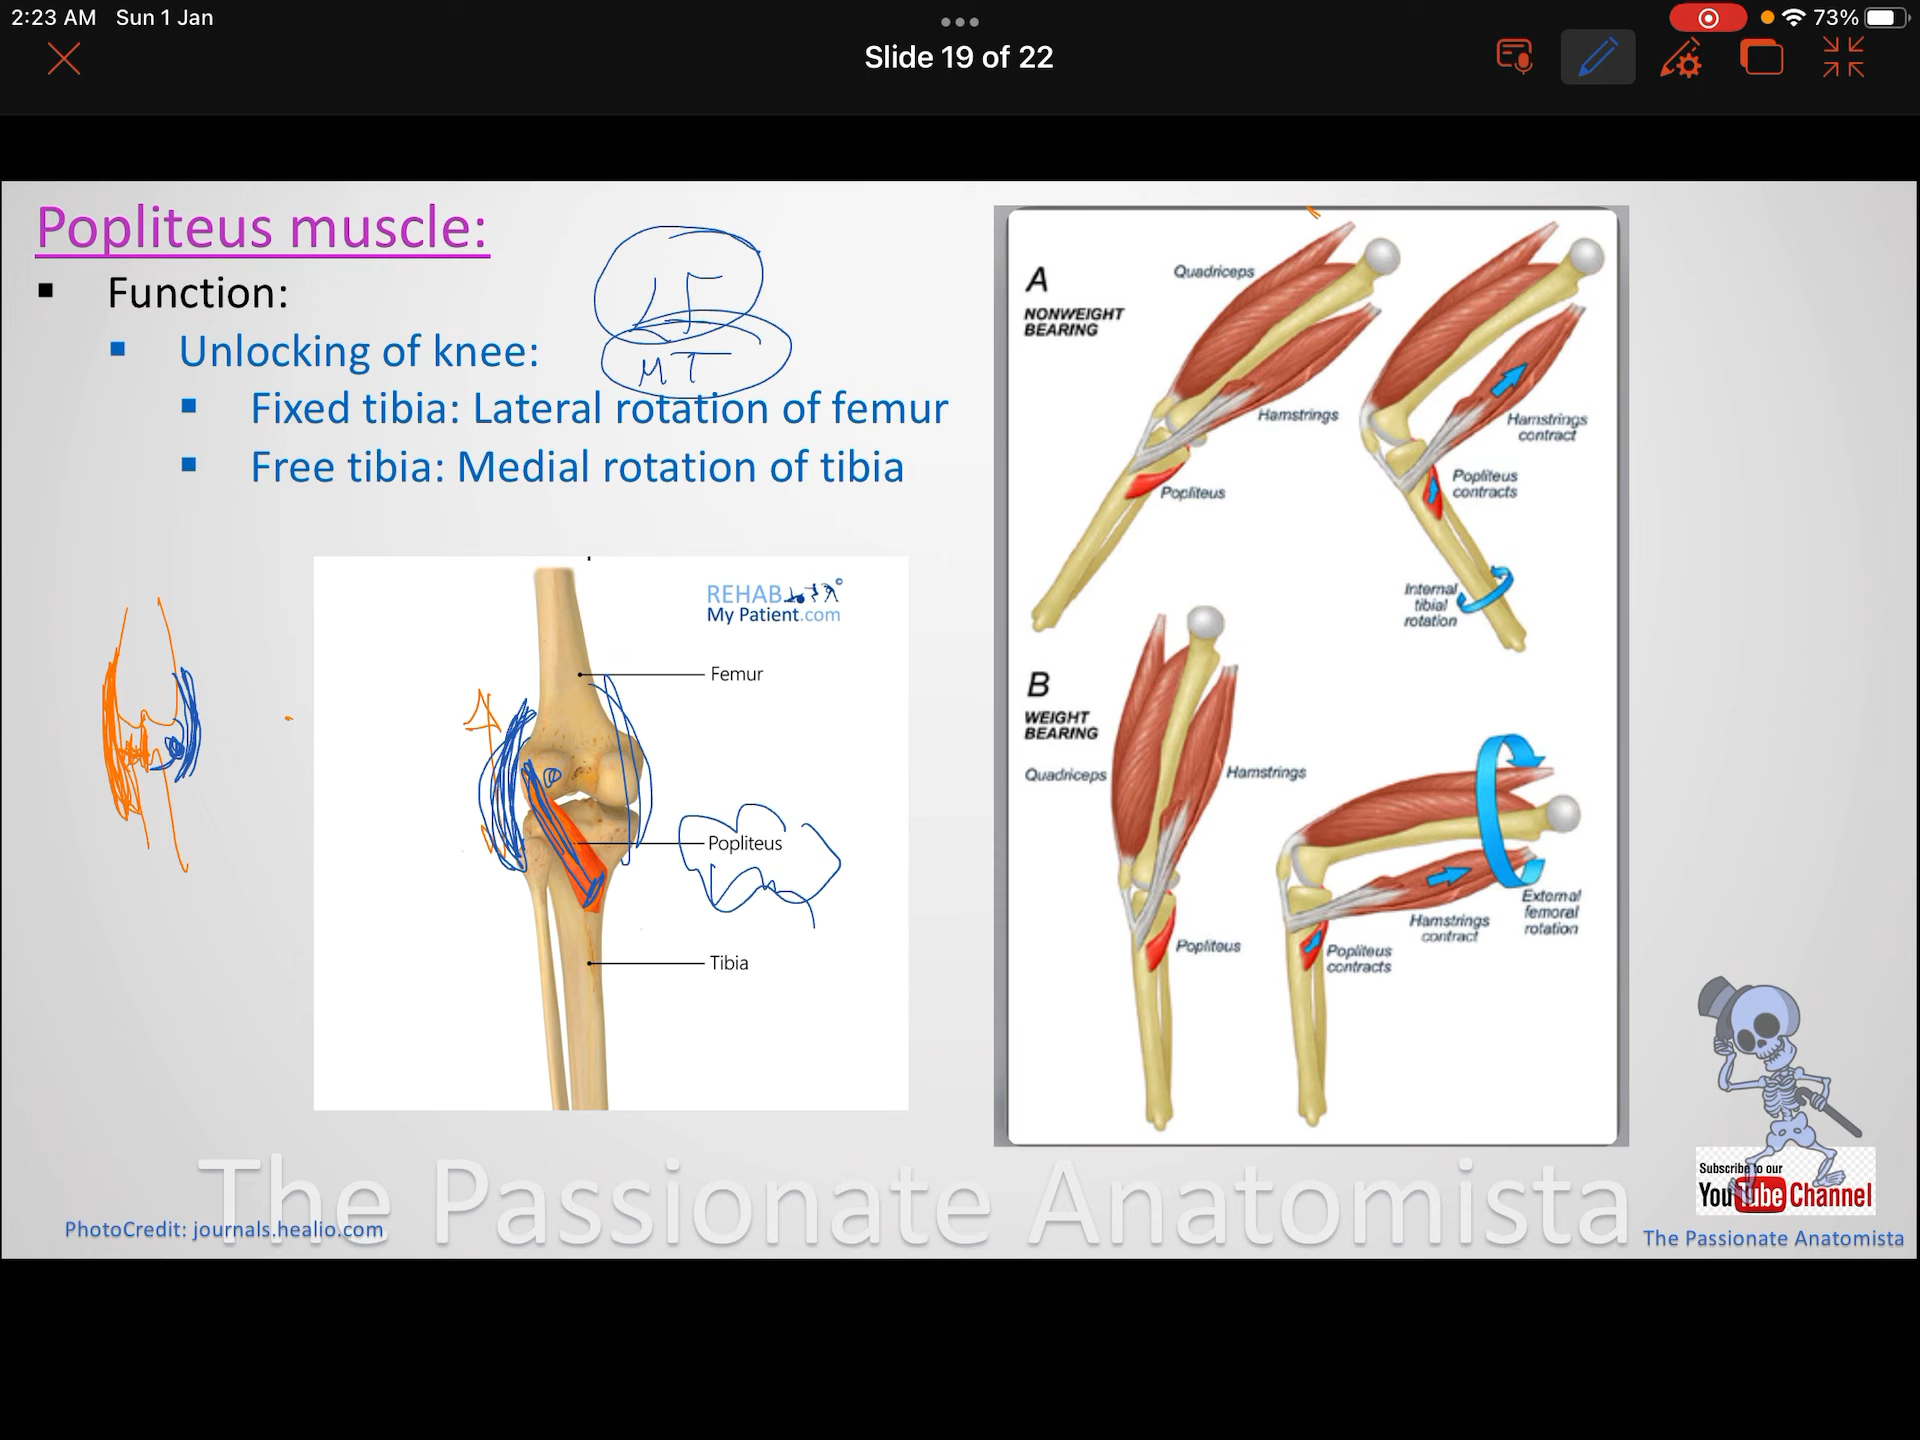 2:23 AM Sun 1 Jan
73%
Slide 19 of 22
Popliteus muscle:
Function:
Unlocking of knee:
Fixed tibia: Lateral rotation of femur
Free tibia: Medial rotation of tibia
LF
MT
REHAB
My Patient.com
Femur
Popliteus
Tibia
A
NONWEIGHT
BEARING
Quadriceps
Hamstrings
Popliteus
Hamstrings
contract
Popliteus
contracts
Internal
tibial
rotation
B
WEIGHT
BEARING
Quadriceps
Hamstrings
Popliteus
External
femoral
rotation
Hamstrings
contract
Popliteus
contracts
The Passionate Anatomista
PhotoCredit: journals.healio.com
Subscribe to our
YouTube Channel
The Passionate Anatomista